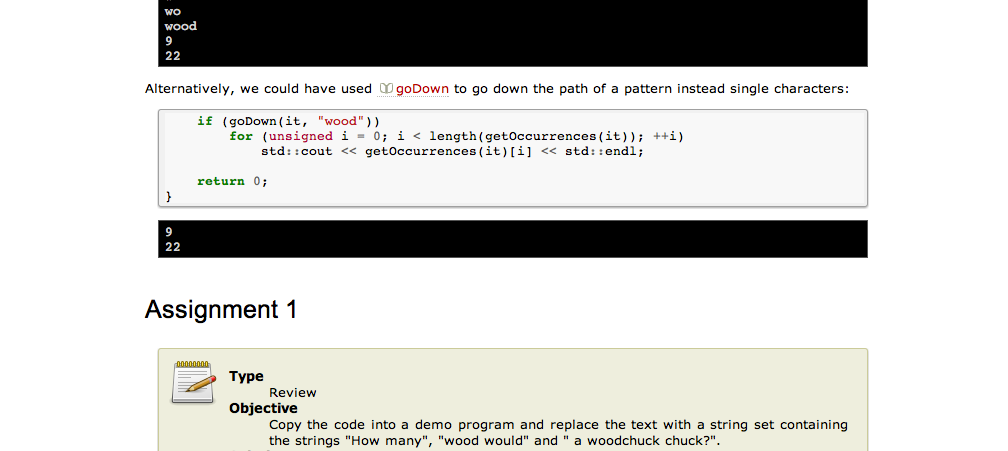 wo
wood
9
22
Alternatively, we could have used goDown to go down the path of a pattern instead single characters:
if (goDown(it, "wood"))
for (unsigned i = 0; i < length(getOccurrences(it)); ++i)
std::cout << getOccurrences(it)[i] << std::endl;
return 0;
}
9
22
Assignment 1
Type
Review
Objective
Copy the code into a demo program and replace the text with a string set containing
the strings "How many", "wood would" and " a woodchuck chuck?".